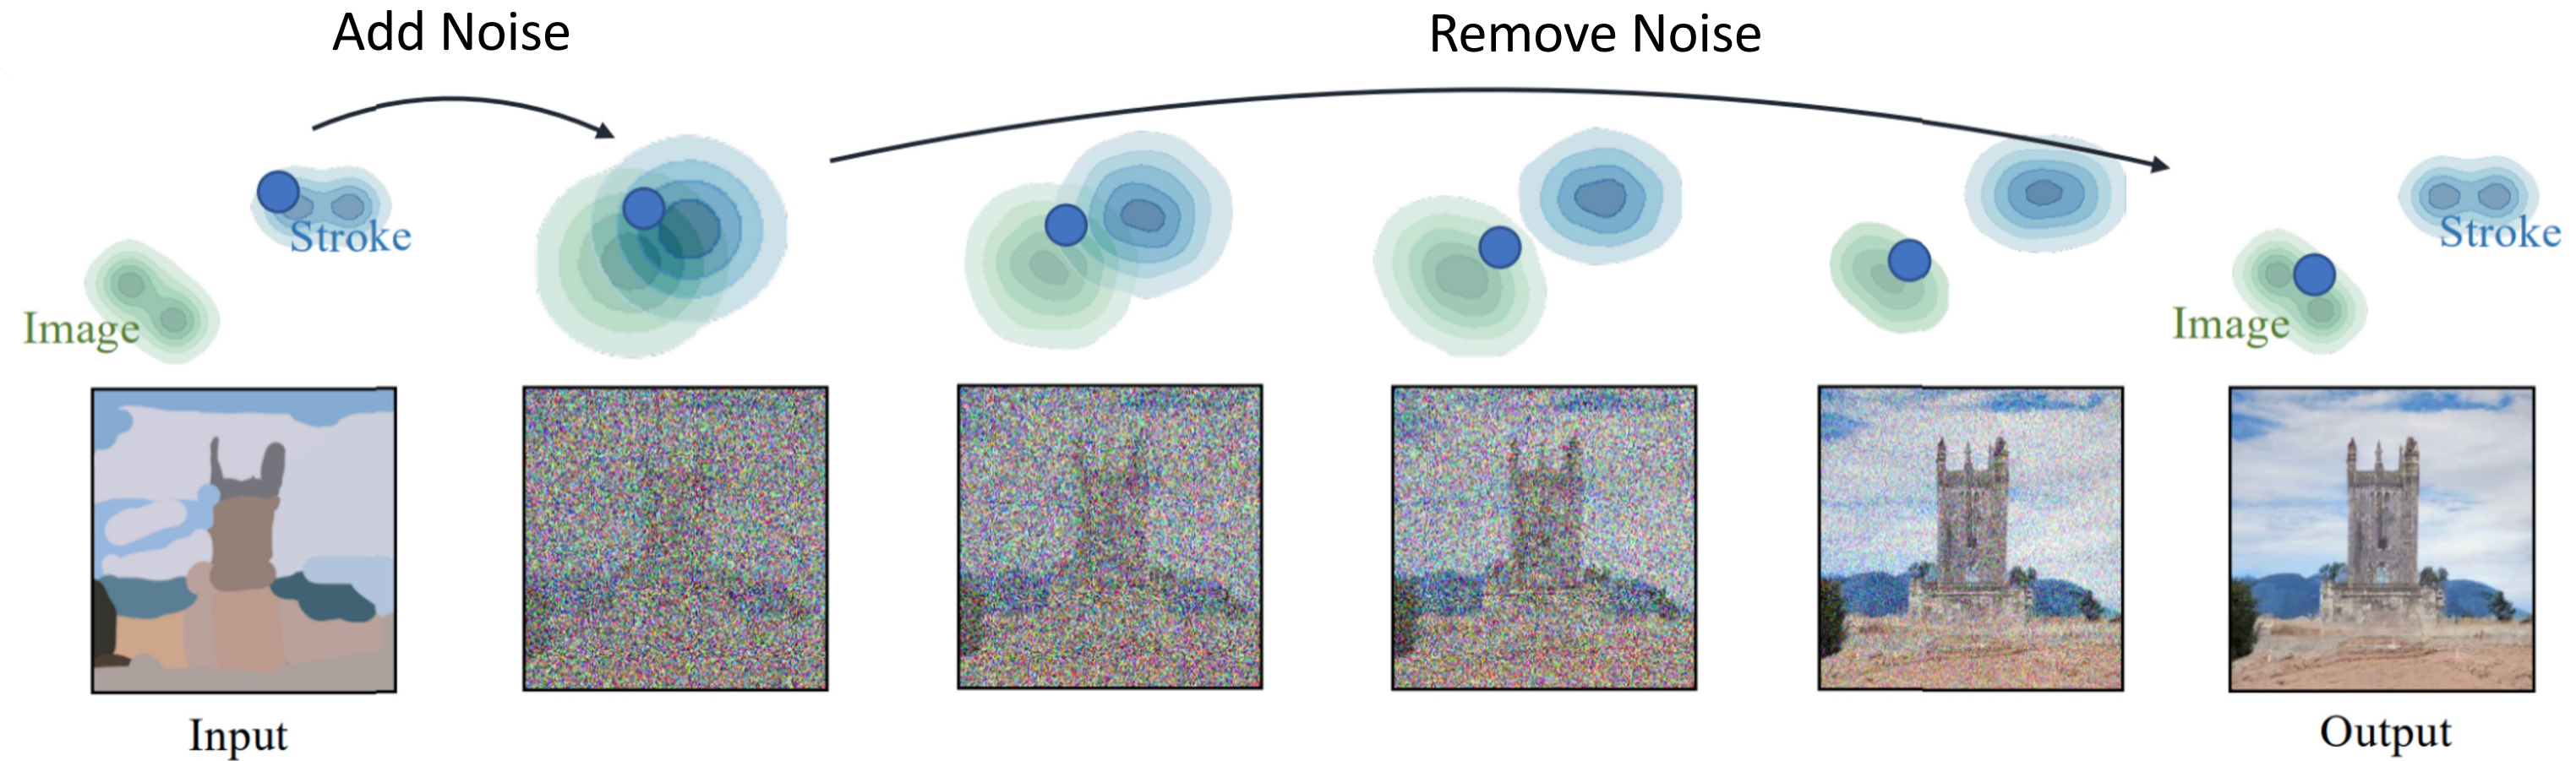 Add Noise
Remove Noise
Stroke
Image
Stroke
Image
Input
Output